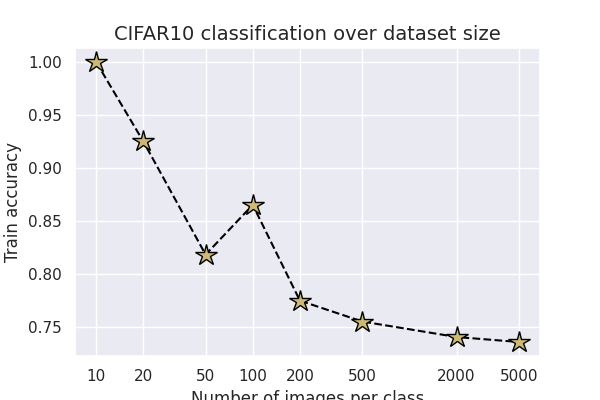 CIFAR10 classification over dataset size
Train accuracy
1.00
0.95
0.90
0.85
0.80
0.75
10 20 50 100 200 500 2000 5000
Number of images per class